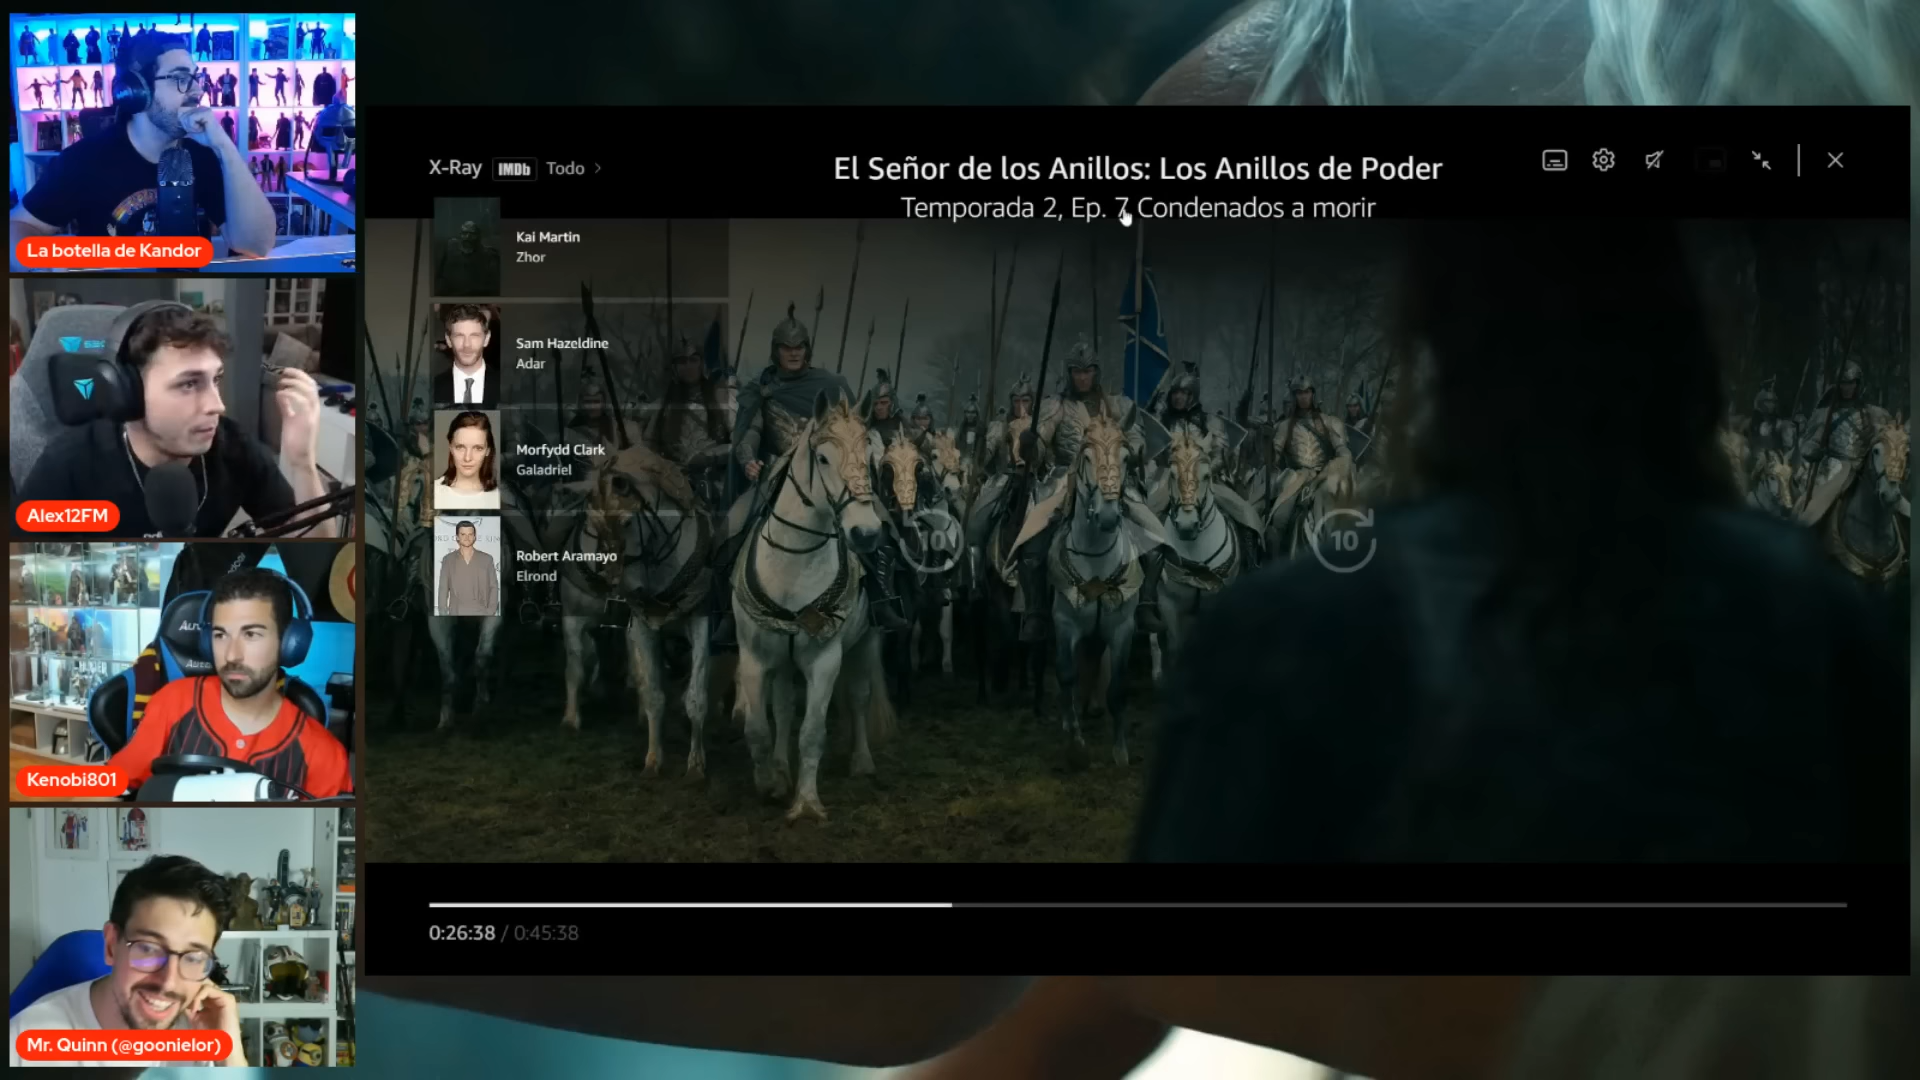 La botella de Kandor
Alex12FM
Kenobi801
Mr. Quinn (@goonielor)
X-Ray IMDb Todo
El Señor de los Anillos: Los Anillos de Poder
Temporada 2, Ep. 7 Condenados a morir
Kai Martin
Zhor
Sam Hazeldine
Adar
Morfydd Clark
Galadriel
Robert Aramayo
Elrond
10
10
0:26:38 / 0:45:38